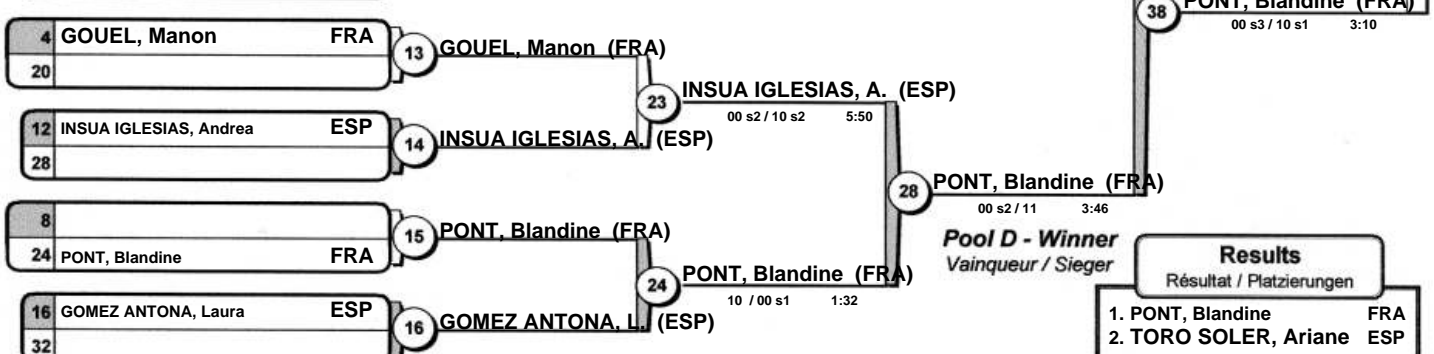 38 PONT, Blandine (FRA)
00 s3 / 10 s1 3:10
4 GOUEL, Manon FRA
20
13 GOUEL, Manon (FRA)
23 INSUA IGLESIAS, A. (ESP)
00 s2 / 10 s2 5:50
12 INSUA IGLESIAS, Andrea ESP
28
14 INSUA IGLESIAS, A. (ESP)
28 PONT, Blandine (FRA)
00 s2 / 11 3:46
8
24 PONT, Blandine FRA
15 PONT, Blandine (FRA)
24 PONT, Blandine (FRA)
10 / 00 s1 1:32
16 GOMEZ ANTONA, Laura ESP
32
16 GOMEZ ANTONA, L. (ESP)
Pool D - Winner
Vainqueur / Sieger
Results
Résultat / Platzierungen
1. PONT, Blandine FRA
2. TORO SOLER, Ariane ESP